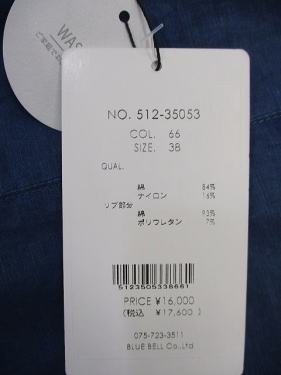 WAS
NO. 512-35053
COL. 66
SIZE. 38
QUAL.
綿 84%
ナイロン 16%
リブ部分
綿 93%
ポリウレタン 7%
5123505338661
PRICE ¥16,000
(税込 ¥17,600 )
075-723-3511
BLUE BELL Co.,Ltd